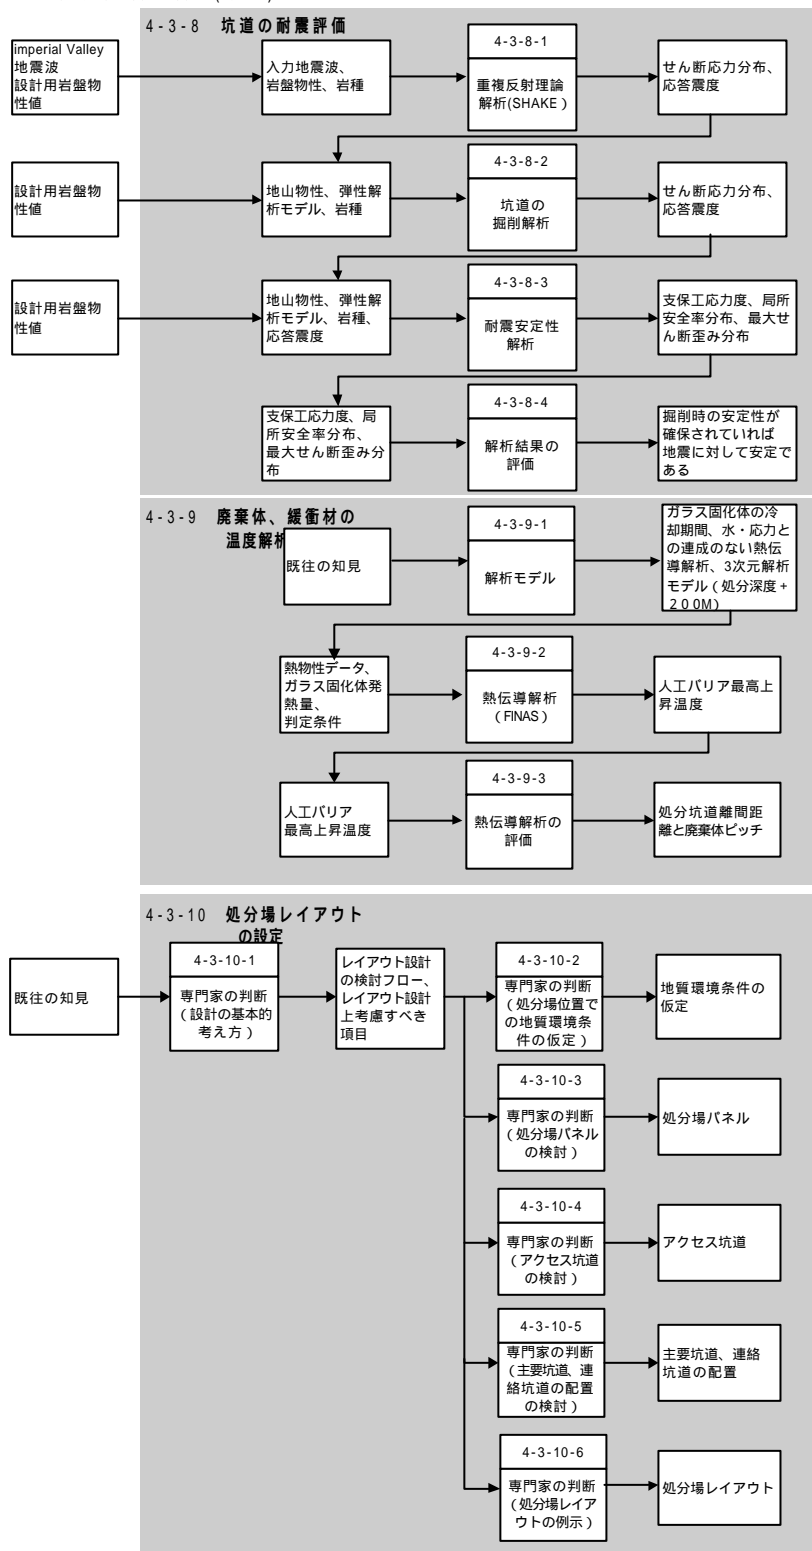 4-3-8 坑道の耐震評価
imperial Valley
地震波
設計用岩盤物
性値
入力地震波、
岩盤物性、岩種
4-3-8-1
重複反射理論
解析(SHAKE)
せん断応力分布、
応答震度
設計用岩盤物
性値
地山物性、弾性解
析モデル、岩種
4-3-8-2
坑道の
掘削解析
せん断応力分布、
応答震度
設計用岩盤物
性値
地山物性、弾性解
析モデル、岩種、
応答震度
4-3-8-3
耐震安定性
解析
支保工応力度、局所
安全率分布、最大せ
ん断歪み分布
支保工応力度、局
所安全率分布、
最大せん断歪み分
布
4-3-8-4
解析結果の
評価
掘削時の安定性が
確保されていれば
地震に対して安定で
ある
4-3-9 廃棄体、緩衝材の
温度解析
既往の知見
4-3-9-1
解析モデル
ガラス固化体の冷
却期間、水・応力と
の連成のない熱伝
導解析、3次元解析
モデル(処分深度+
200M)
熱物性データ、
ガラス固化体発
熱量、
判定条件
4-3-9-2
熱伝導解析
(FINAS)
人工バリア最高上
昇温度
人工バリア
最高上昇温度
4-3-9-3
熱伝導解析の
評価
処分坑道離間距
離と廃棄体ピッチ
4-3-10 処分場レイアウト
の設定
既往の知見
4-3-10-1
専門家の判断
(設計の基本的
考え方)
レイアウト設計
の検討フロー、
レイアウト設計
上考慮すべき
項目
4-3-10-2
専門家の判断
(処分場位置で
の地質環境条
件の仮定)
地質環境条件の
仮定
4-3-10-3
専門家の判断
(処分場パネル
の検討)
処分場パネル
4-3-10-4
専門家の判断
(アクセス坑道
の検討)
アクセス坑道
4-3-10-5
専門家の判断
(主要坑道、連
絡坑道の配置
の検討)
主要坑道、連絡
坑道の配置
4-3-10-6
専門家の判断
(処分場レイア
ウトの例示)
処分場レイアウト